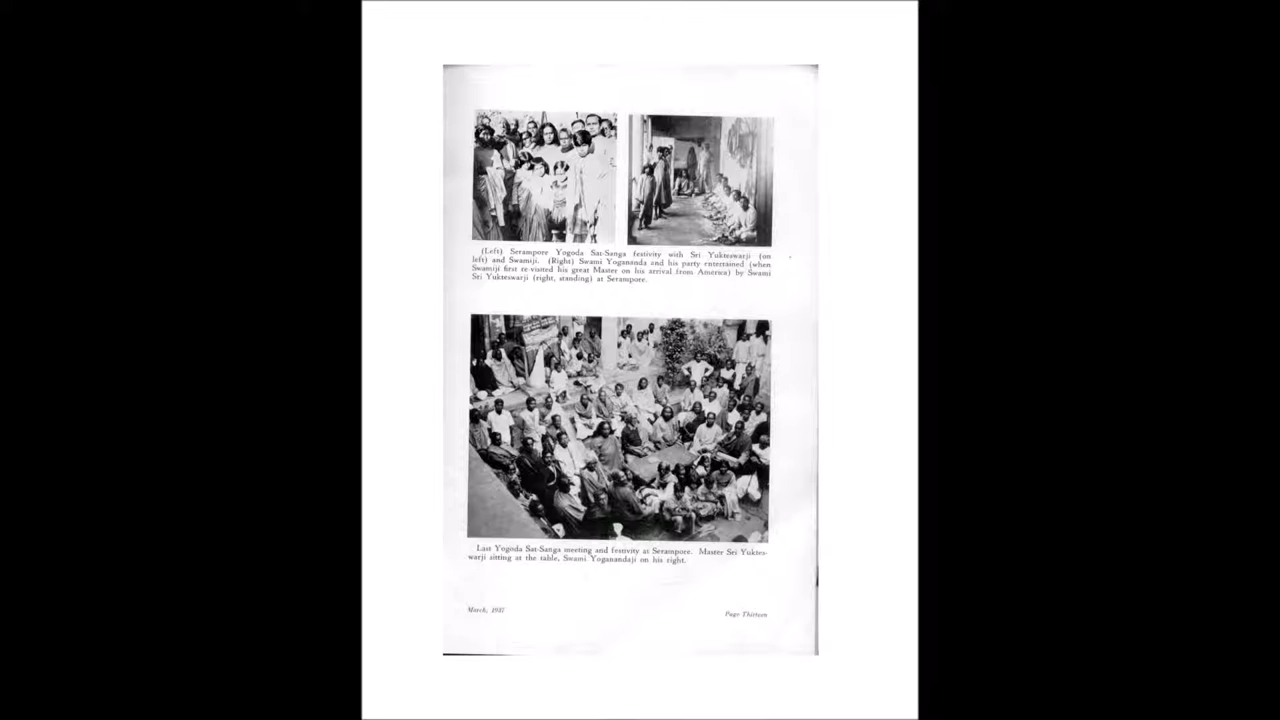 (Left) Serampore Yogoda Sat-Sanga festivity with Sri Yukteswarji (on
left) and Swamiji. (Right) Swami Yogananda and his party entertained (when
Swamiji first re-visited his great Master on his arrival from America) by Swami
Sri Yukteswarji (right, standing) at Serampore.
Last Yogoda Sat-Sanga meeting and festivity at Serampore. Master Sri Yuktes-
warji sitting at the table, Swami Yoganandaji on his right.
March, 1937
Page Thirteen